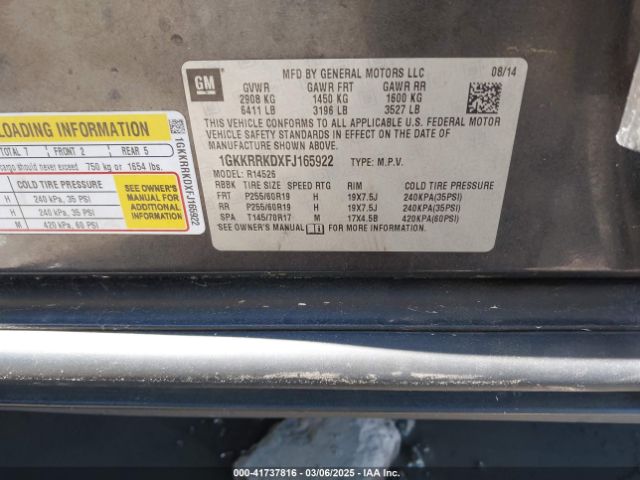 GM
MFD BY GENERAL MOTORS LLC
08/14
GVWR GAWR FRT GAWR RR
2908 KG 1450 KG 1600 KG
6411 LB 3196 LB 3527 LB
THIS VEHICLE CONFORMS TO ALL APPLICABLE U.S. FEDERAL MOTOR
VEHICLE SAFETY STANDARDS IN EFFECT ON THE DATE OF
MANUFACTURE SHOWN ABOVE.
1GKKRRKDXFJ165922 TYPE: M.P.V.
MODEL: R14526
RBBK TIRE SIZE SPEED RTG RIM COLD TIRE PRESSURE
FRT P255/60R19 H 19X7.5J 240KPA(35PSI)
RR P255/60R19 H 19X7.5J 240KPA(35PSI)
SPA T145/70R17 M 17X4.5B 420KPA(60PSI)
SEE OWNER'S MANUAL FOR MORE INFORMATION.
LOADING INFORMATION
TOTAL 7 FRONT 2 REAR 5
cargo should never exceed 750 kg or 1654 lbs.
COLD TIRE PRESSURE
H 240 kPa, 35 PSI
H 240 kPa, 35 PSI
M 420 kPa, 60 PSI
SEE OWNER'S
MANUAL FOR
ADDITIONAL
INFORMATION
1GKKRRKDXFJ165922
000-41737816 - 03/06/2025 - IAA Inc.